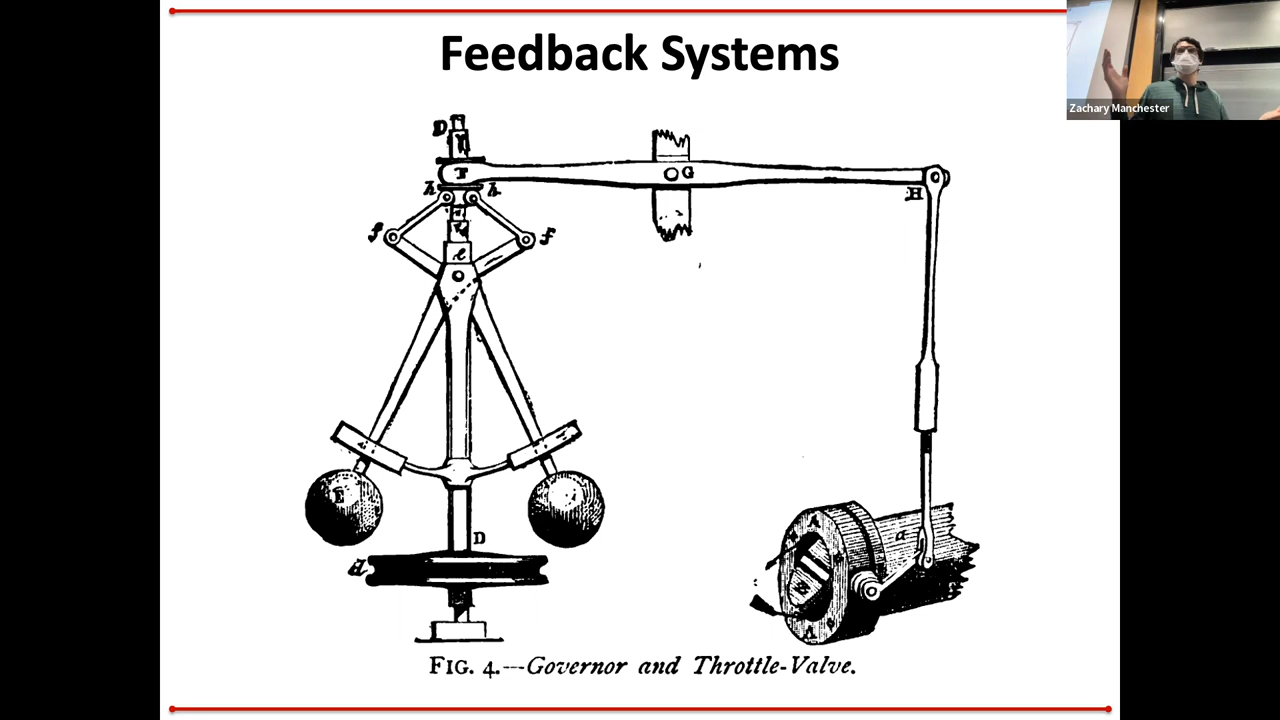 Feedback Systems
Zachary Manchester
D
T
G
H
h
h
f
f
e
E
D
d
a
A
FIG. 4.--Governor and Throttle-Valve.